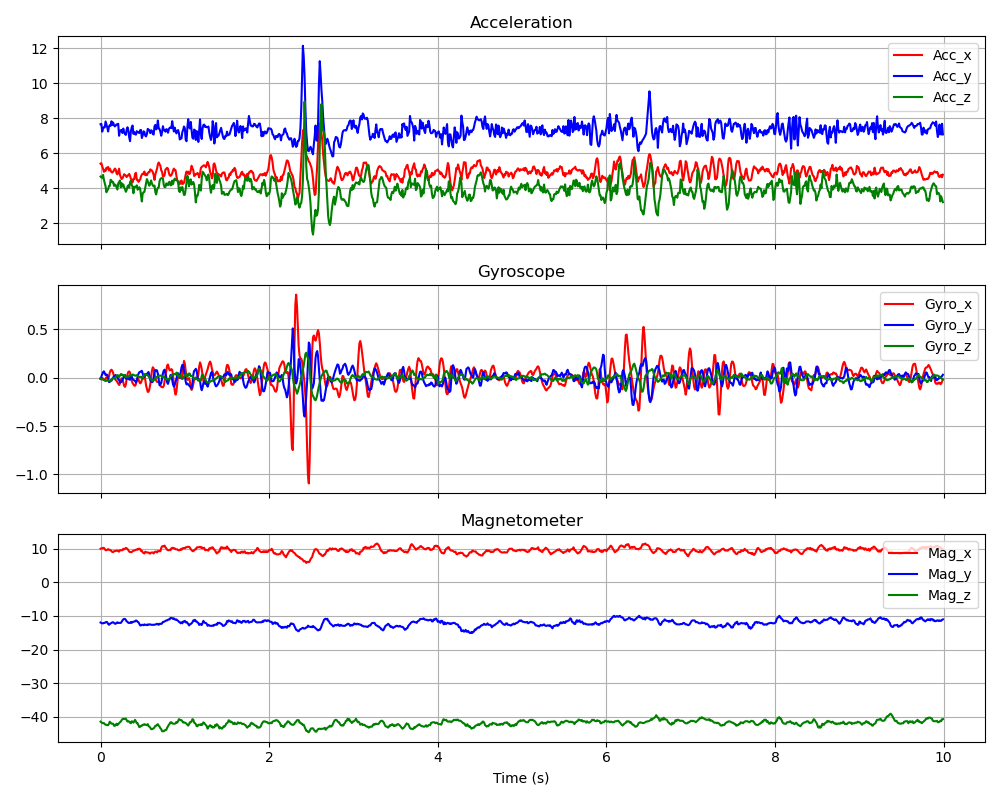 Acceleration
12
10
8
6
4
2
Acc_x
Acc_y
Acc_z
Gyroscope
0.5
0.0
−0.5
−1.0
Gyro_x
Gyro_y
Gyro_z
Magnetometer
10
0
−10
−20
−30
−40
Mag_x
Mag_y
Mag_z
0 2 4 6 8 10
Time (s)